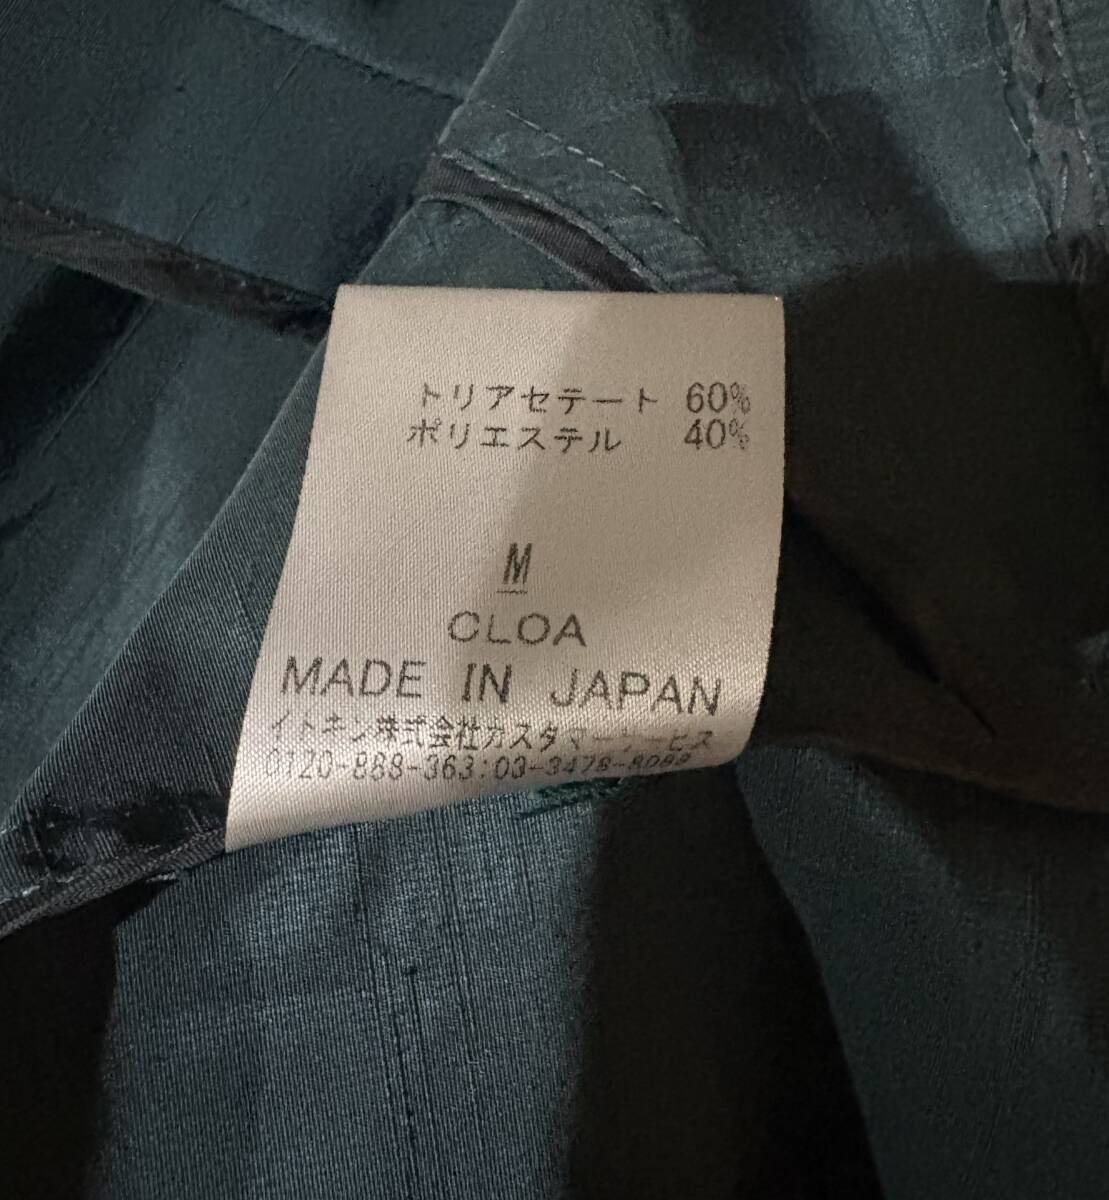 トリアセテート 60%
ポリエステル 40%
M
CLOA
MADE IN JAPAN
イトキン株式会社カスタマーサービス
0120-888-363:03-3478-8088